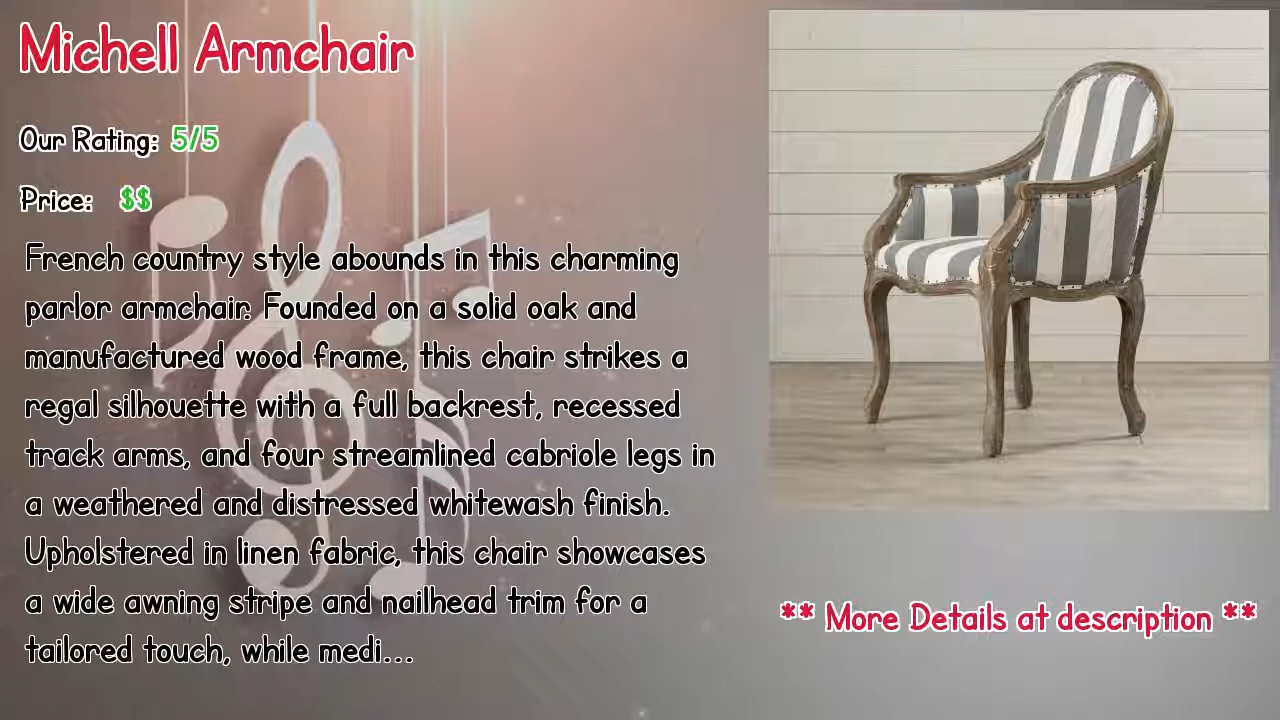 Michell Armchair
Our Rating: 5/5
Price: $$
French country style abounds in this charming
parlor armchair. Founded on a solid oak and
manufactured wood frame, this chair strikes a
regal silhouette with a full backrest, recessed
track arms, and four streamlined cabriole legs in
a weathered and distressed whitewash finish.
Upholstered in linen fabric, this chair showcases
a wide awning stripe and nailhead trim for a
tailored touch, while medi...
** More Details at description **